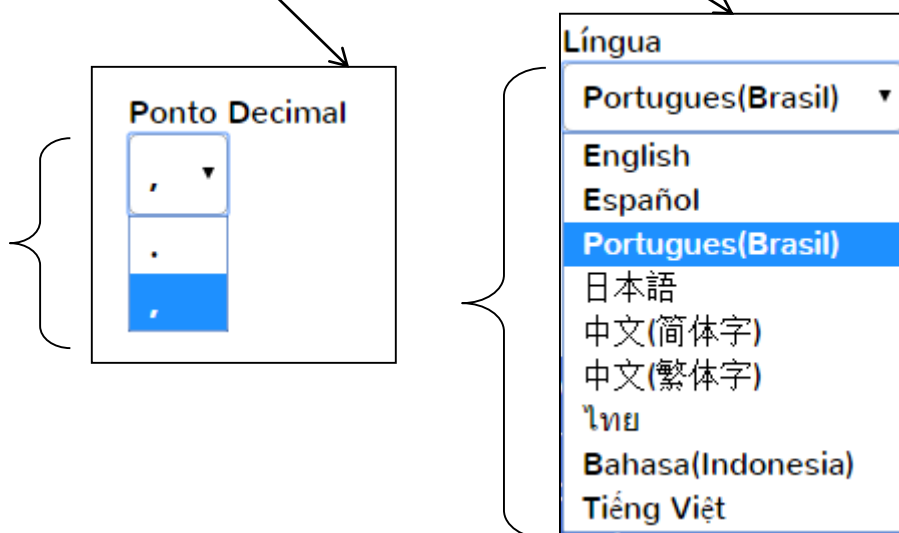 Ponto Decimal
,
.
,
Língua
Portugues(Brasil)
English
Español
Portugues(Brasil)
日本語
中文(简体字)
中文(繁体字)
ไทย
Bahasa(Indonesia)
Tiếng Việt